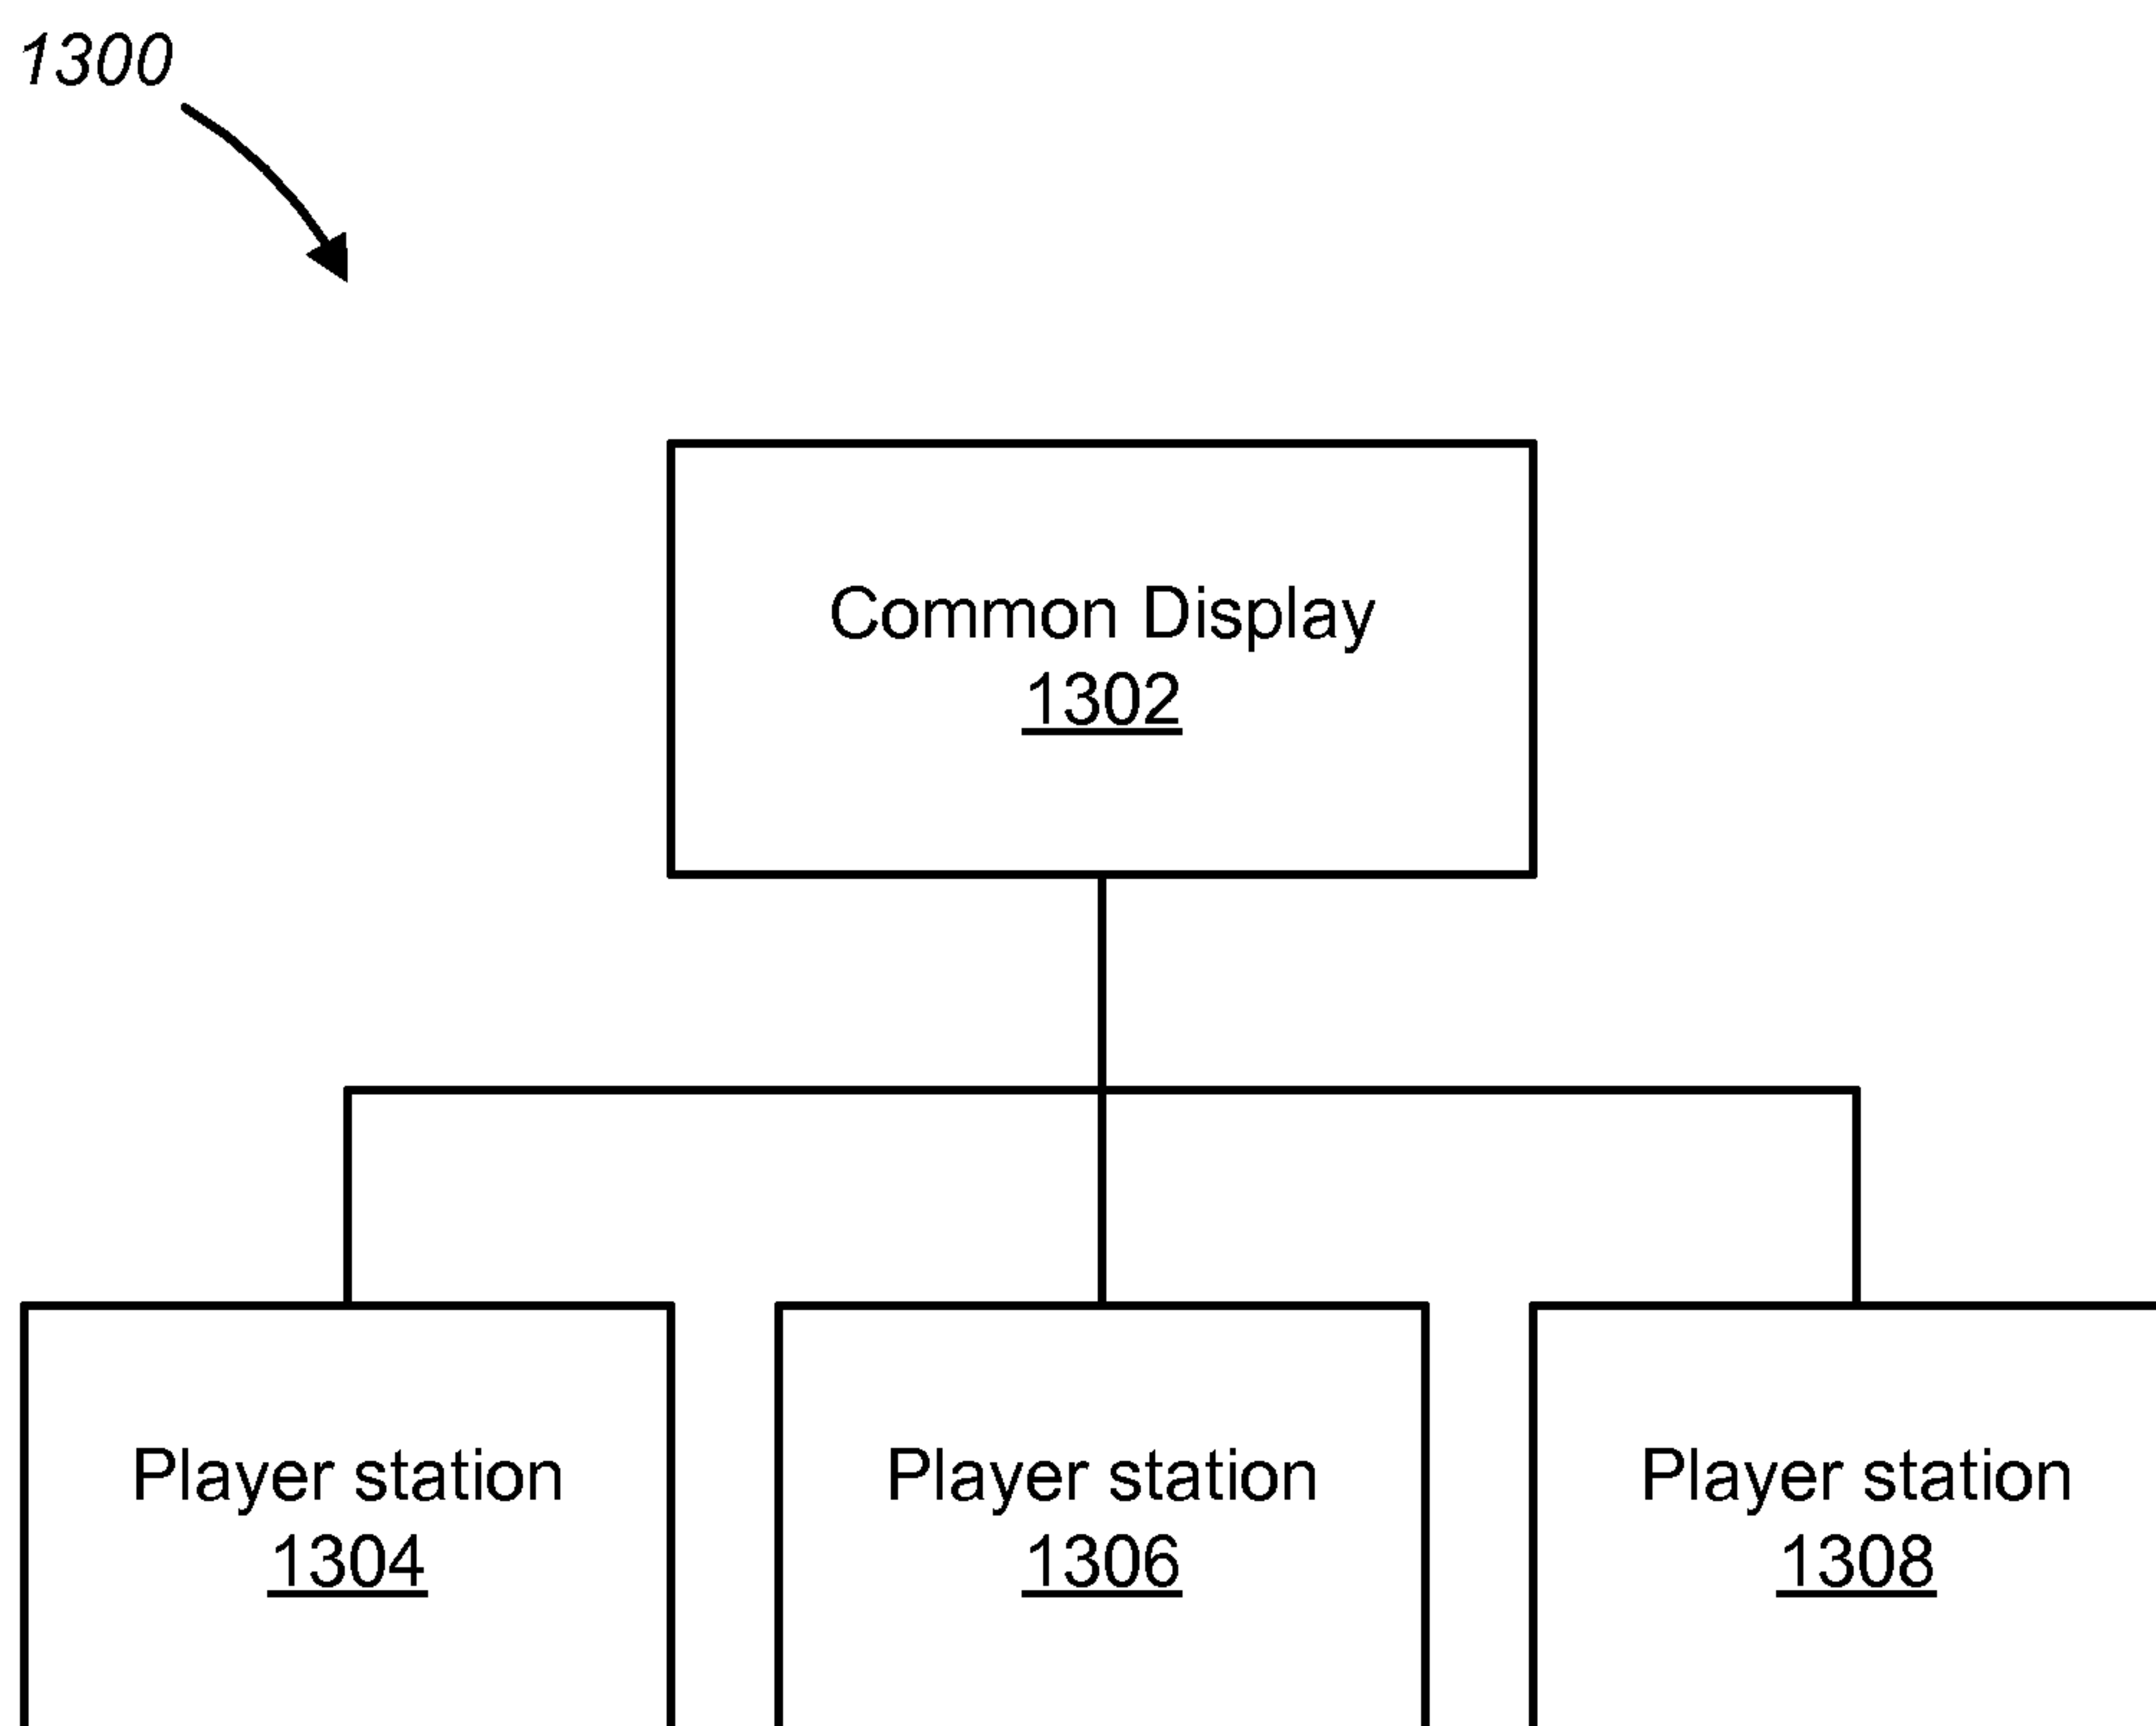 1300
Common Display
1302
Player station
1304
Player station
1306
Player station
1308